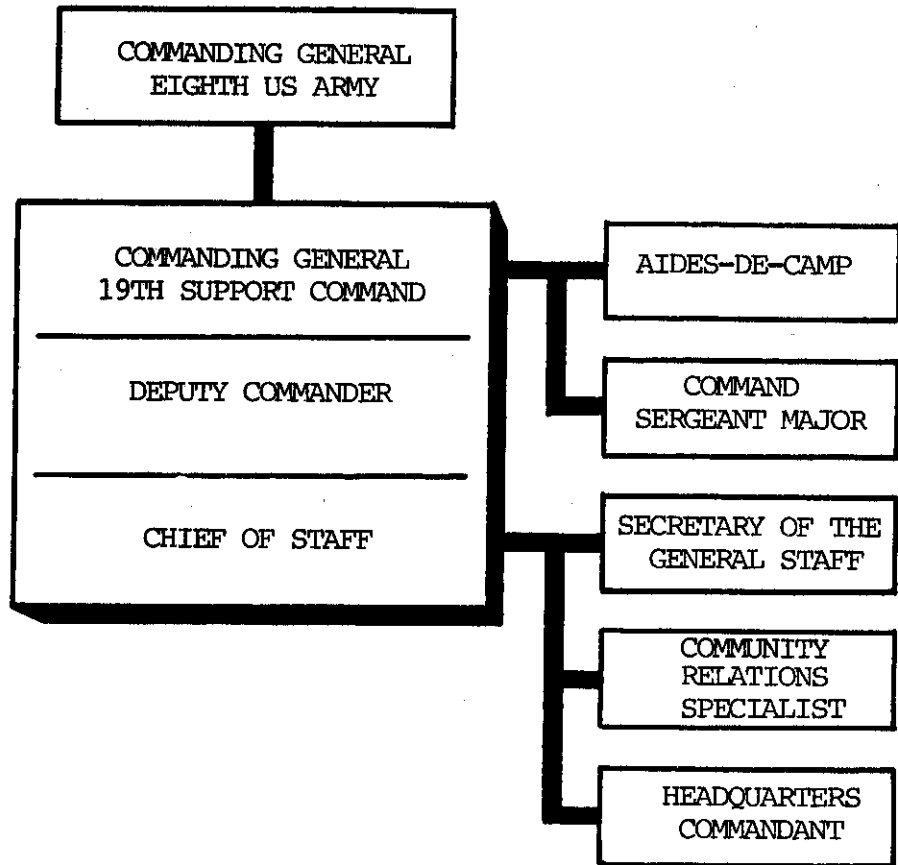 COMMANDING GENERAL
EIGHTH US ARMY
COMMANDING GENERAL
19TH SUPPORT COMMAND
DEPUTY COMMANDER
CHIEF OF STAFF
AIDES-DE-CAMP
COMMAND
SERGEANT MAJOR
SECRETARY OF THE
GENERAL STAFF
COMMUNITY
RELATIONS
SPECIALIST
HEADQUARTERS
COMMANDANT